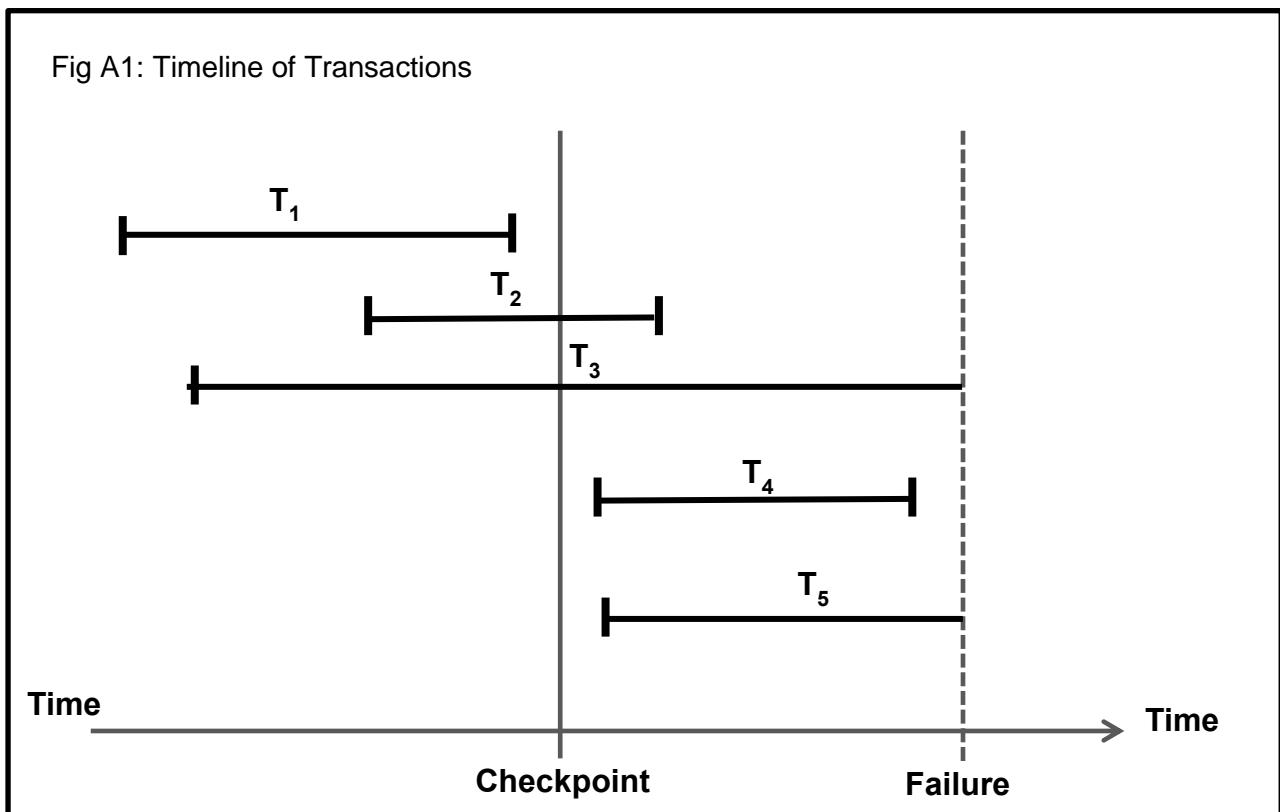 Fig A1: Timeline of Transactions
T₁
T₂
T₃
T₄
T₅
Time
Time
Checkpoint
Failure